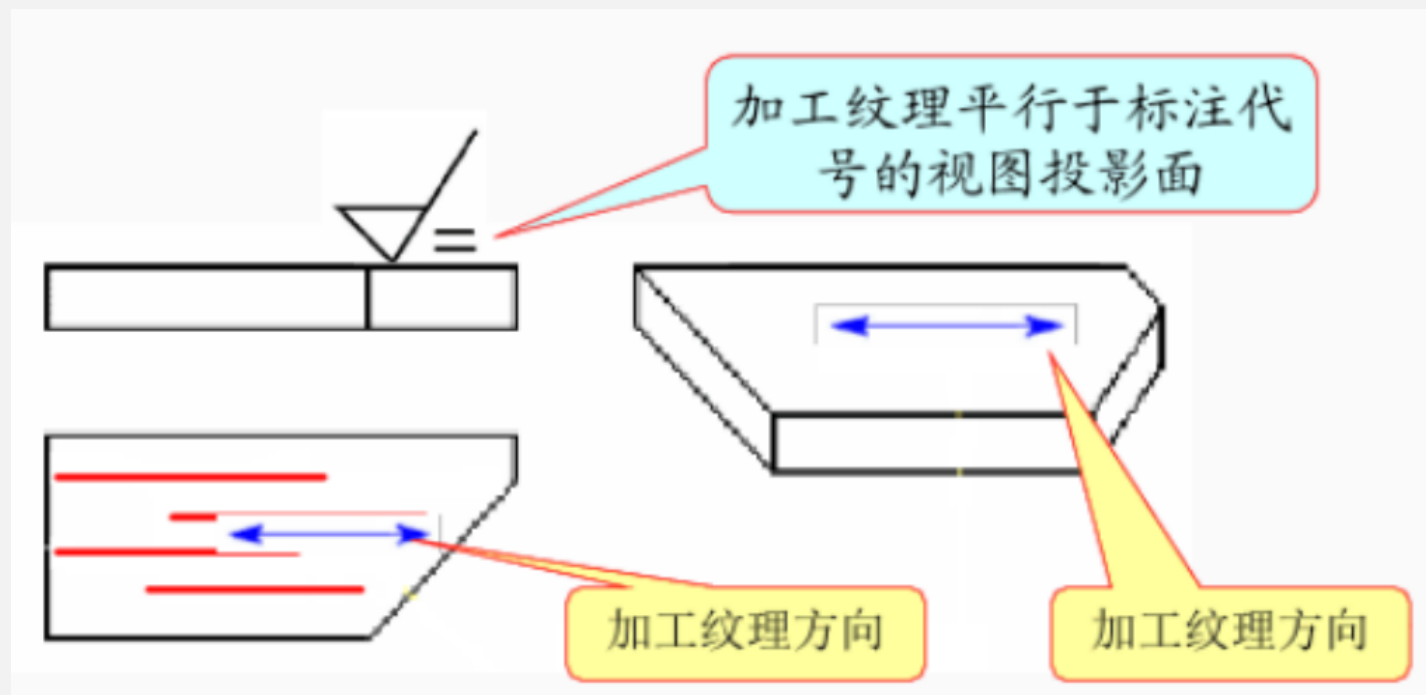 加工纹理平行于标注代
号的视图投影面
=
加工纹理方向
加工纹理方向